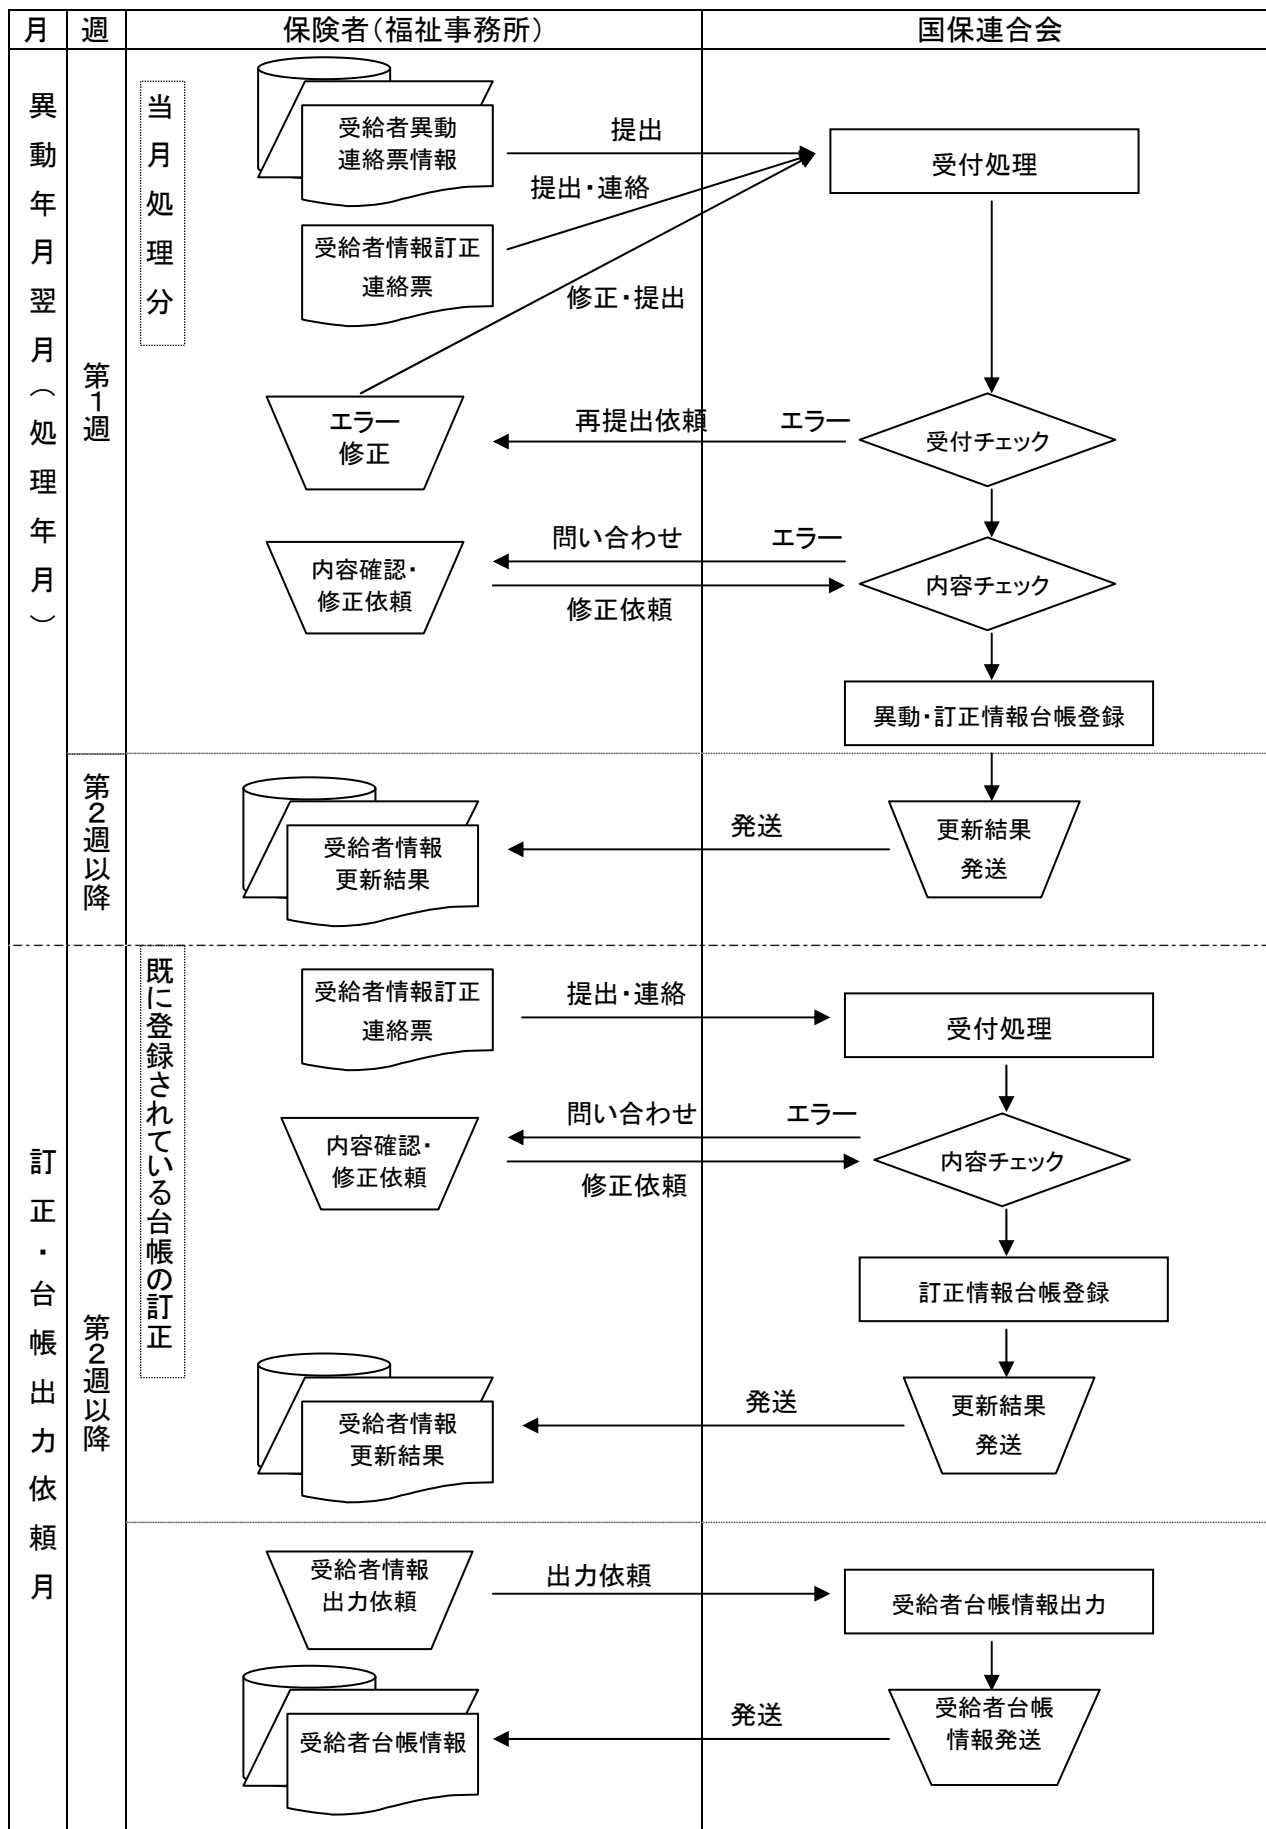 月
週
保険者(福祉事務所)
国保連合会
異動年月翌月(処理年月)
第1週
当月処理分
受給者異動
連絡票情報
提出
受付処理
提出・連絡
受給者情報訂正
連絡票
修正・提出
エラー
修正
再提出依頼
エラー
受付チェック
問い合わせ
エラー
内容確認・
修正依頼
修正依頼
内容チェック
異動・訂正情報台帳登録
第2週以降
受給者情報
更新結果
発送
更新結果
発送
訂正・台帳出力依頼月
第2週以降
既に登録されている台帳の訂正
受給者情報訂正
連絡票
提出・連絡
受付処理
問い合わせ
エラー
内容確認・
修正依頼
修正依頼
内容チェック
訂正情報台帳登録
受給者情報
更新結果
発送
更新結果
発送
受給者情報
出力依頼
出力依頼
受給者台帳情報出力
受給者台帳情報
発送
受給者台帳
情報発送